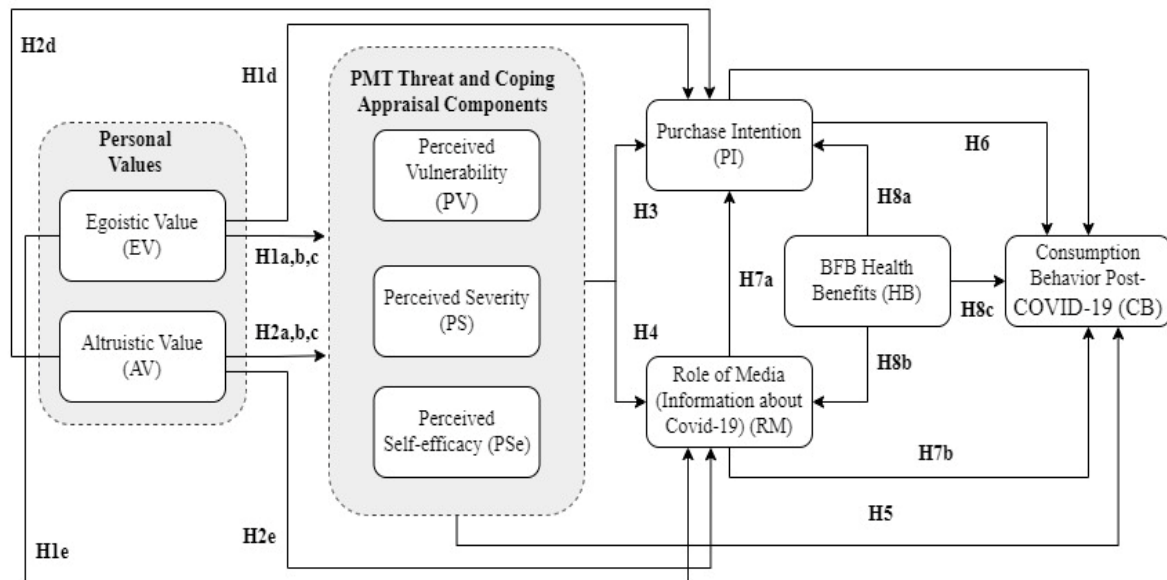 H2d
H1d
PMT Threat and Coping
Appraisal Components
Personal
Values
Egoistic Value
(EV)
Altruistic Value
(AV)
H1a,b,c
H2a,b,c
Perceived
Vulnerability
(PV)
Perceived Severity
(PS)
Perceived
Self-efficacy (PSe)
H3
H4
Purchase Intention
(PI)
H6
H8a
H7a
BFB Health
Benefits (HB)
H8c
Consumption
Behavior Post-
COVID-19 (CB)
H8b
Role of Media
(Information about
Covid-19) (RM)
H7b
H5
H2e
H1e